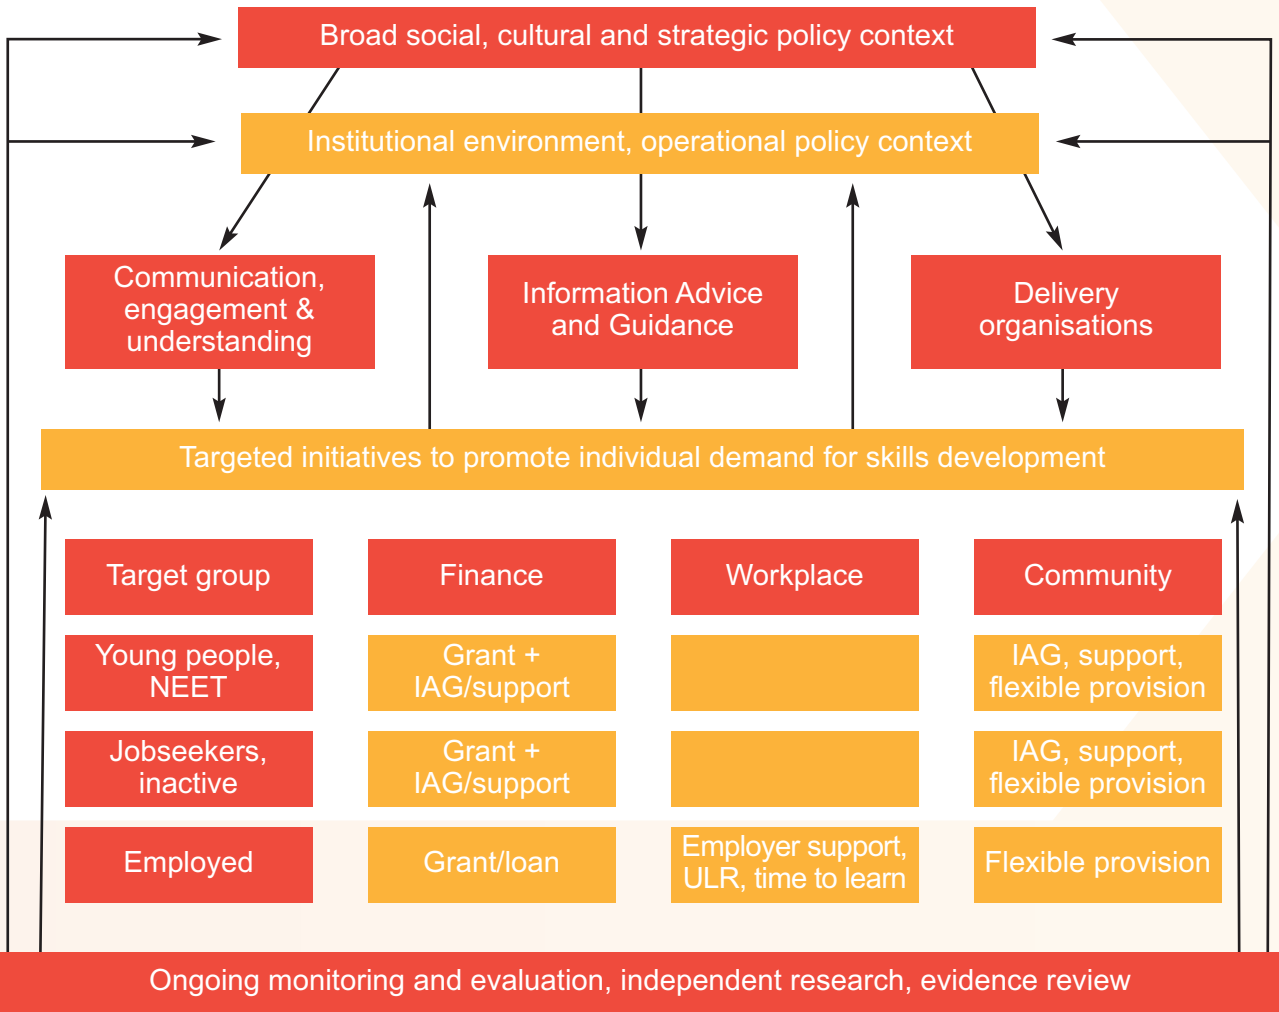 Broad social, cultural and strategic policy context
Institutional environment, operational policy context
Communication,
engagement &
understanding
Information Advice
and Guidance
Delivery
organisations
Targeted initiatives to promote individual demand for skills development
Target group
Finance
Workplace
Community
Young people,
NEET
Grant +
IAG/support
IAG, support,
flexible provision
Jobseekers,
inactive
Grant +
IAG/support
IAG, support,
flexible provision
Employed
Grant/loan
Employer support,
ULR, time to learn
Flexible provision
Ongoing monitoring and evaluation, independent research, evidence review